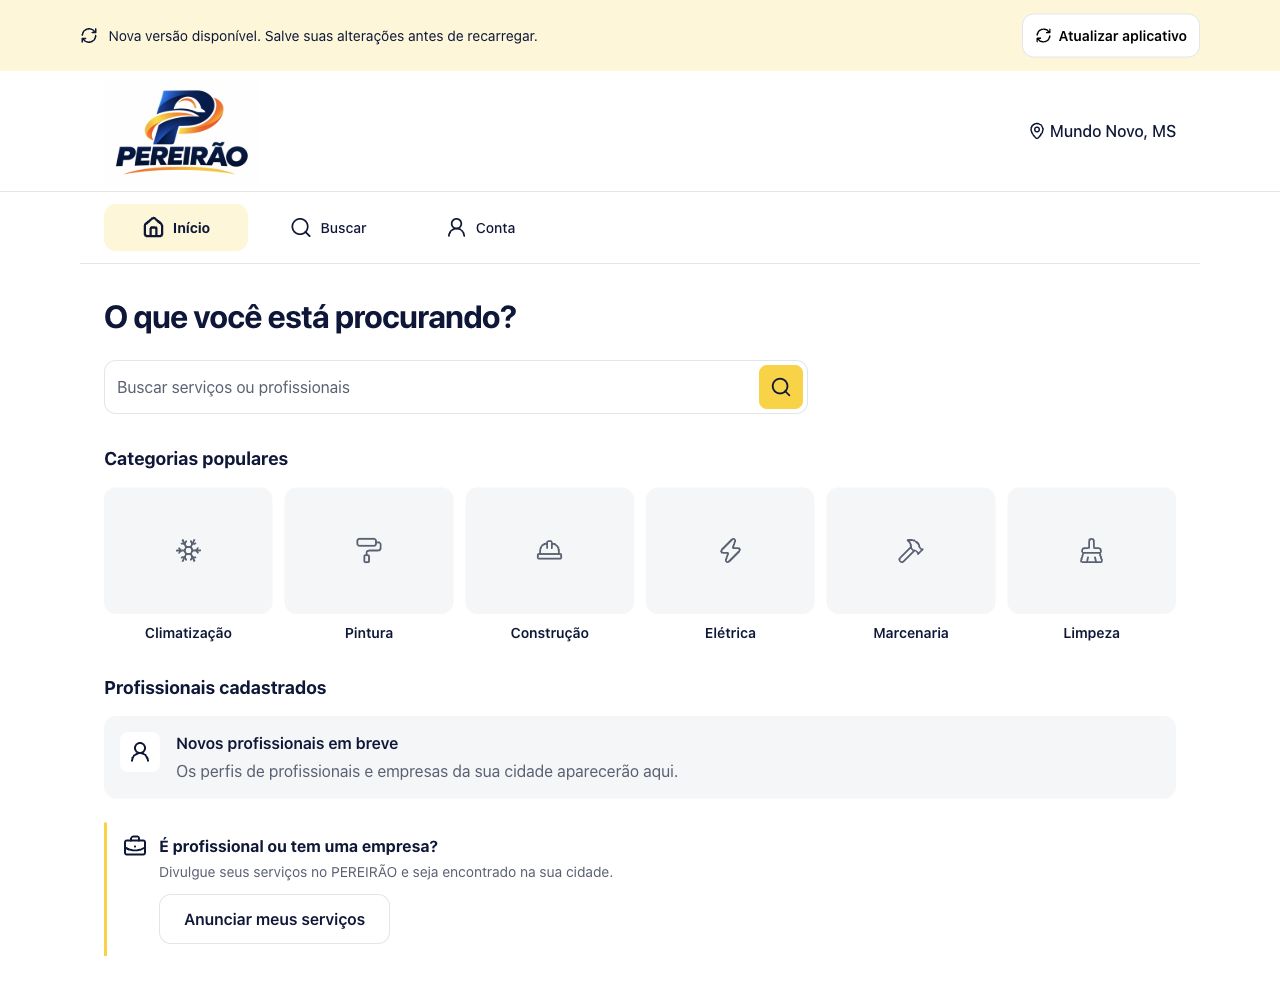 Nova versão disponível. Salve suas alterações antes de recarregar.
Atualizar aplicativo
PEREIRÃO
Mundo Novo, MS
Início
Buscar
Conta
O que você está procurando?
Buscar serviços ou profissionais
Categorias populares
Climatização
Pintura
Construção
Elétrica
Marcenaria
Limpeza
Profissionais cadastrados
Novos profissionais em breve
Os perfis de profissionais e empresas da sua cidade aparecerão aqui.
É profissional ou tem uma empresa?
Divulgue seus serviços no PEREIRÃO e seja encontrado na sua cidade.
Anunciar meus serviços